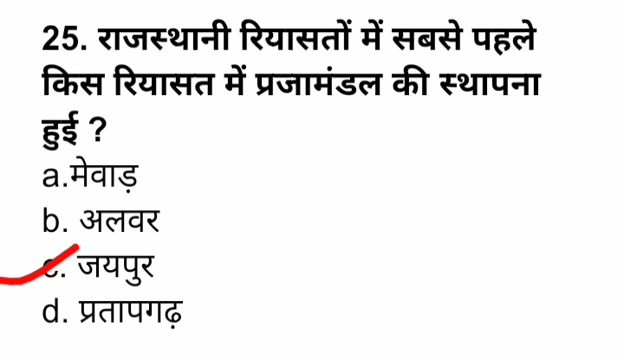 25. राजस्थानी रियासतों में सबसे पहले
किस रियासत में प्रजामंडल की स्थापना
हुई ?
a.मेवाड़
b. अलवर
c. जयपुर
d. प्रतापगढ़